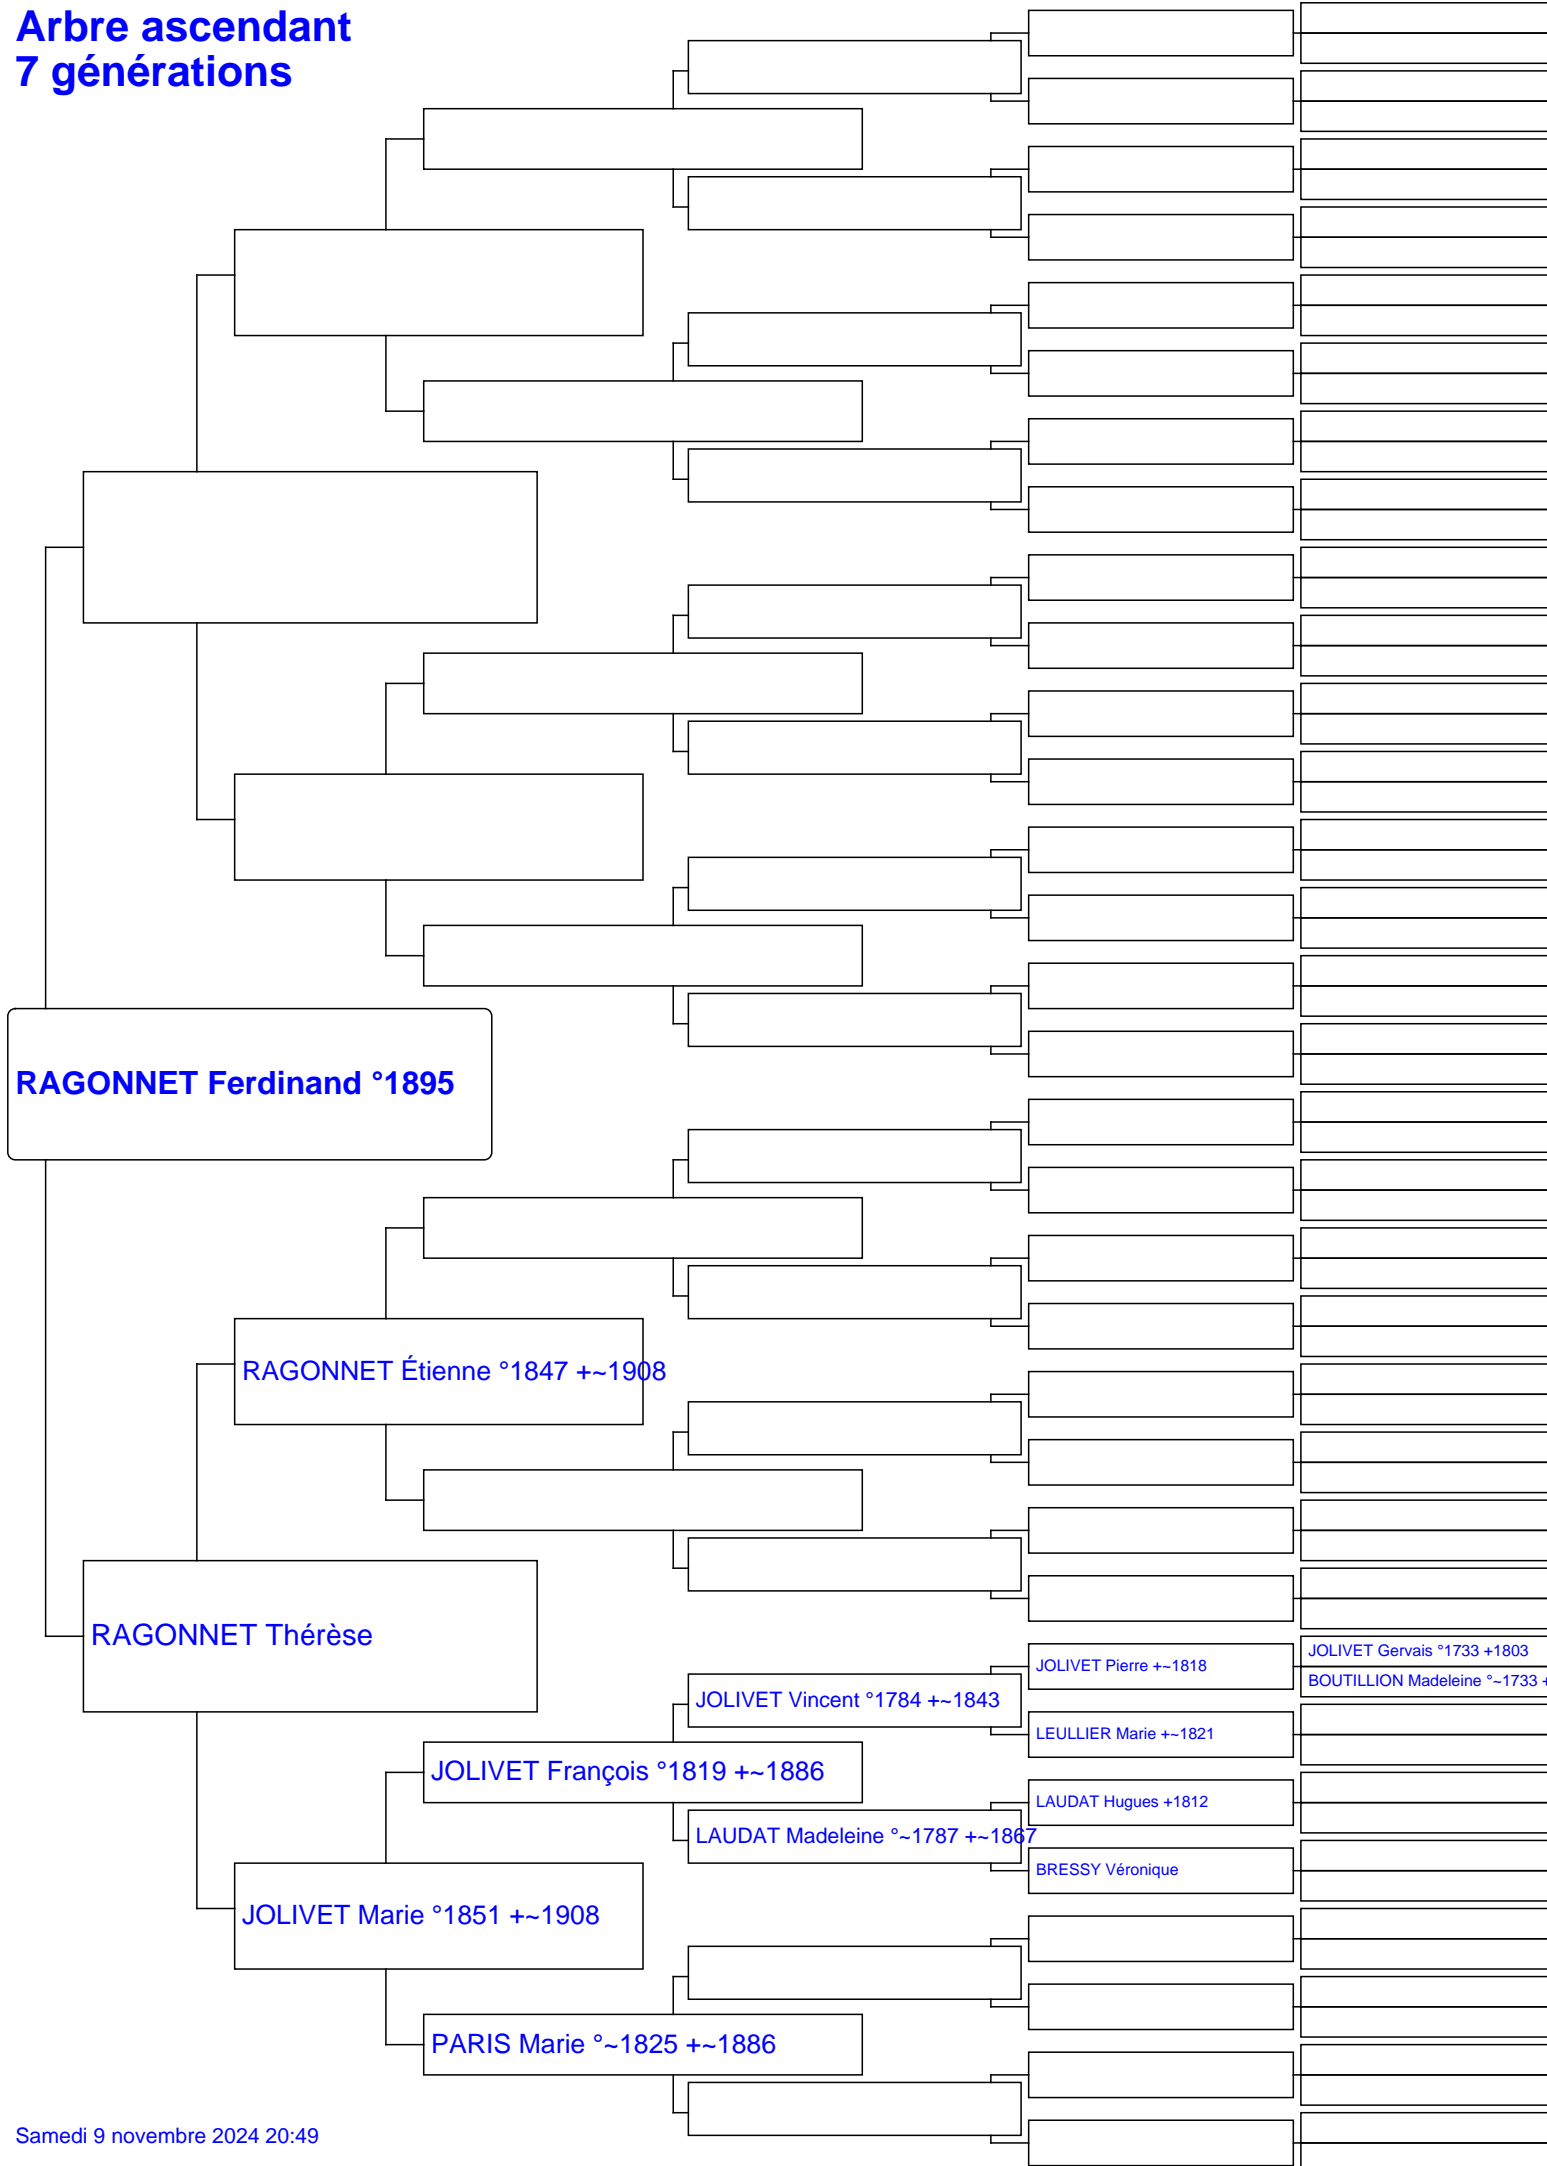 Arbre ascendant
7 générations
RAGONNET Ferdinand °1895
RAGONNET Étienne °1847 +~1908
RAGONNET Thérèse
JOLIVET Gervais °1733 +1803
JOLIVET Pierre +~1818
BOUTILLION Madeleine °~1733 +
JOLIVET Vincent °1784 +~1843
LEULLIER Marie +~1821
JOLIVET François °1819 +~1886
LAUDAT Hugues +1812
LAUDAT Madeleine °~1787 +~1867
BRESSY Véronique
JOLIVET Marie °1851 +~1908
PARIS Marie °~1825 +~1886
Samedi 9 novembre 2024 20:49